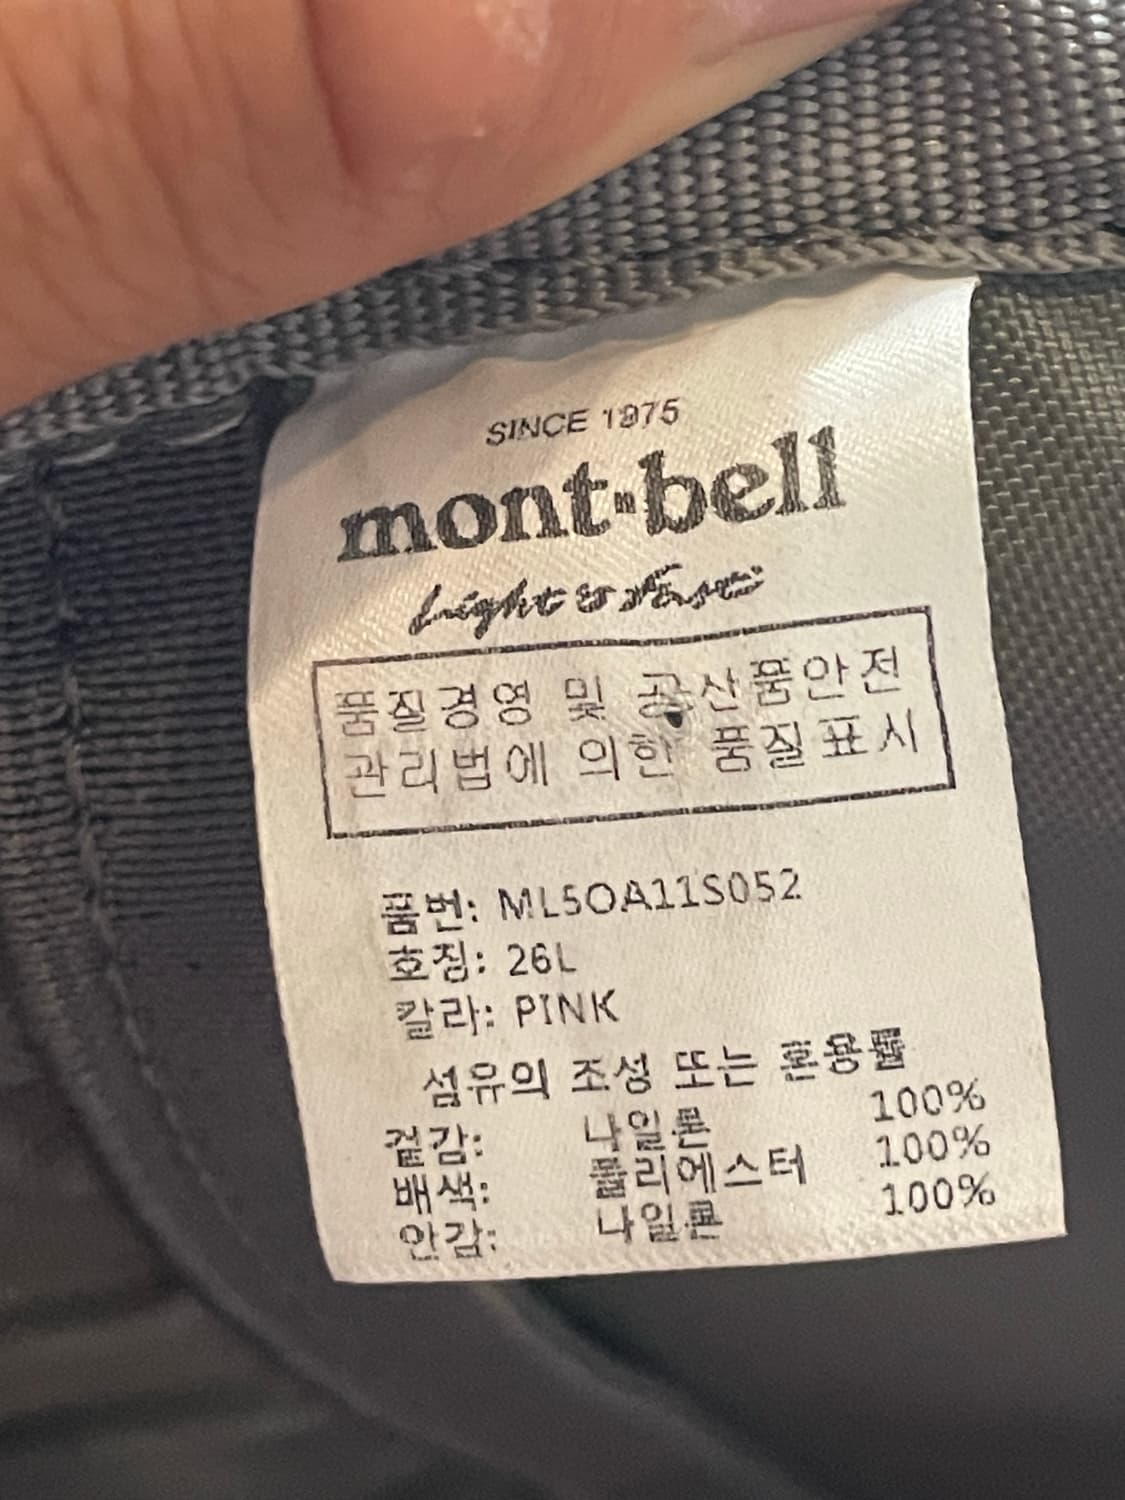 SINCE 1975
mont-bell
Light & Fast
품질경영 및 공산품안전
관리법에 의한 품질표시
품번: ML5OA11S052
호칭: 26L
칼라: PINK
섬유의 조성 또는 혼용률
겉감: 나일론 100%
배색: 폴리에스터 100%
안감: 나일론 100%